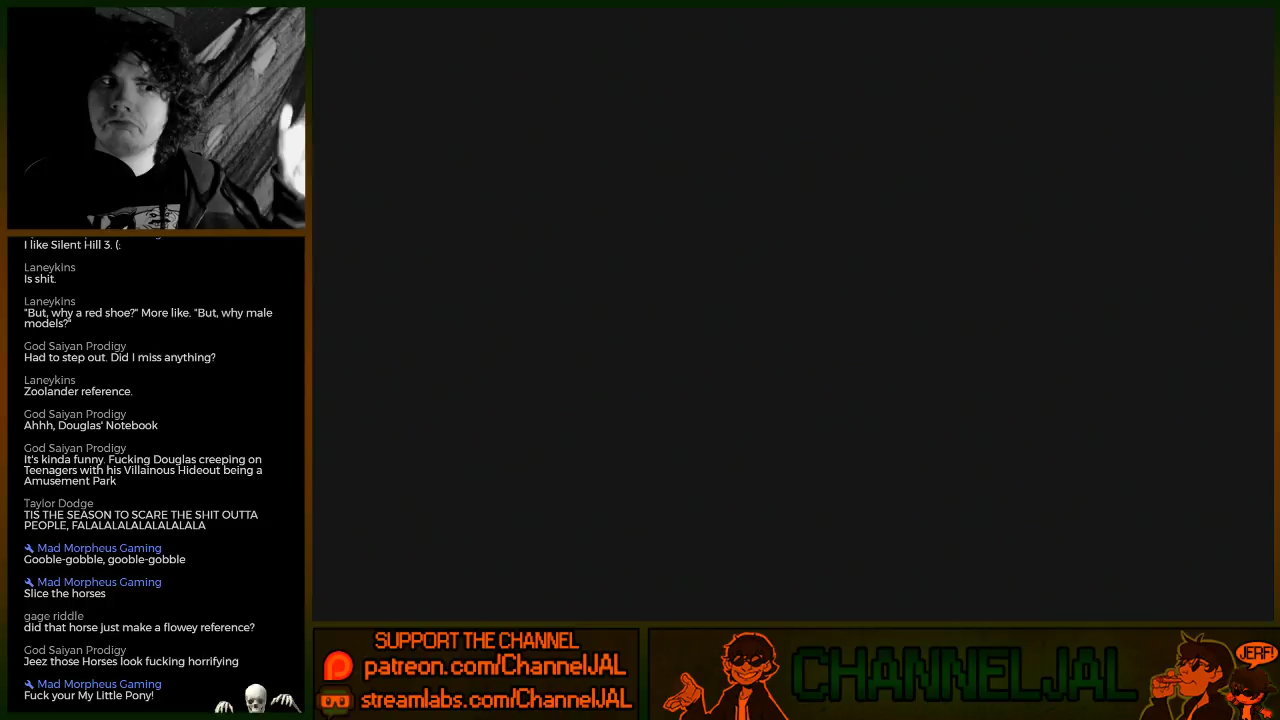 I like Silent Hill 3. (:
Laneykins
Is shit.
Laneykins
"But, why a red shoe?" More like. "But, why male
models?"
God Saiyan Prodigy
Had to step out. Did I miss anything?
Laneykins
Zoolander reference.
God Saiyan Prodigy
Ahhh, Douglas' Notebook
God Saiyan Prodigy
It's kinda funny. Fucking Douglas creeping on
Teenagers with his Villainous Hideout being a
Amusement Park
Taylor Dodge
TIS THE SEASON TO SCARE THE SHIT OUTTA
PEOPLE, FALALALALALALALALA
Mad Morpheus Gaming
Gooble-gobble, gooble-gobble
Mad Morpheus Gaming
Slice the horses
gage riddle
did that horse just make a flowey reference?
God Saiyan Prodigy
Jeez those Horses look fucking horrifying
Mad Morpheus Gaming
Fuck your My Little Pony!
SUPPORT THE CHANNEL
patreon.com/ChannelJAL
streamlabs.com/ChannelJAL
CHANNELJAL
JERF!